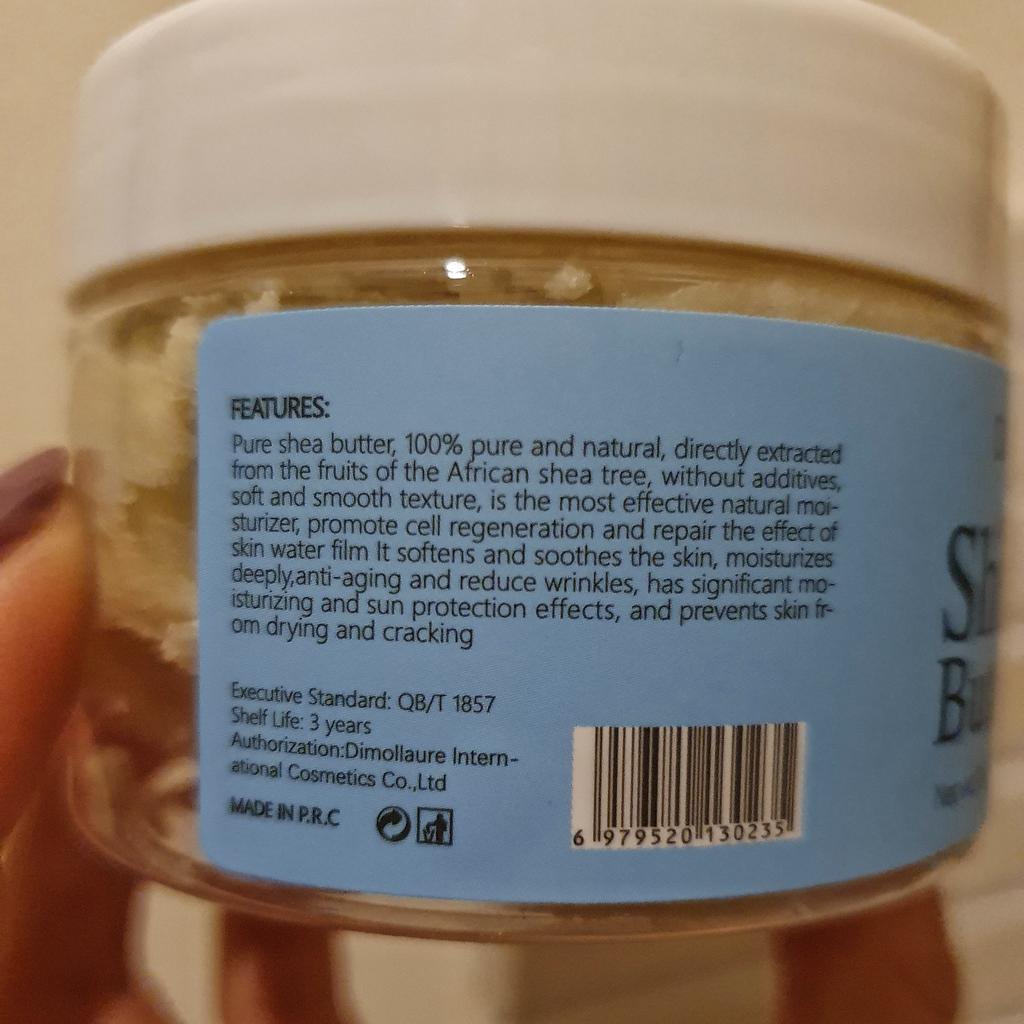 FEATURES:
Pure shea butter, 100% pure and natural, directly extracted
from the fruits of the African shea tree, without additives,
soft and smooth texture, is the most effective natural moi-
sturizer, promote cell regeneration and repair the effect of
skin water film It softens and soothes the skin, moisturizes
deeply,anti-aging and reduce wrinkles, has significant mo-
isturizing and sun protection effects, and prevents skin fr-
om drying and cracking
Executive Standard: QB/T 1857
Shelf Life: 3 years
Authorization:Dimollaure Intern-
ational Cosmetics Co.,Ltd
MADE IN P.R.C
6 979520 130235
Sh
Bu